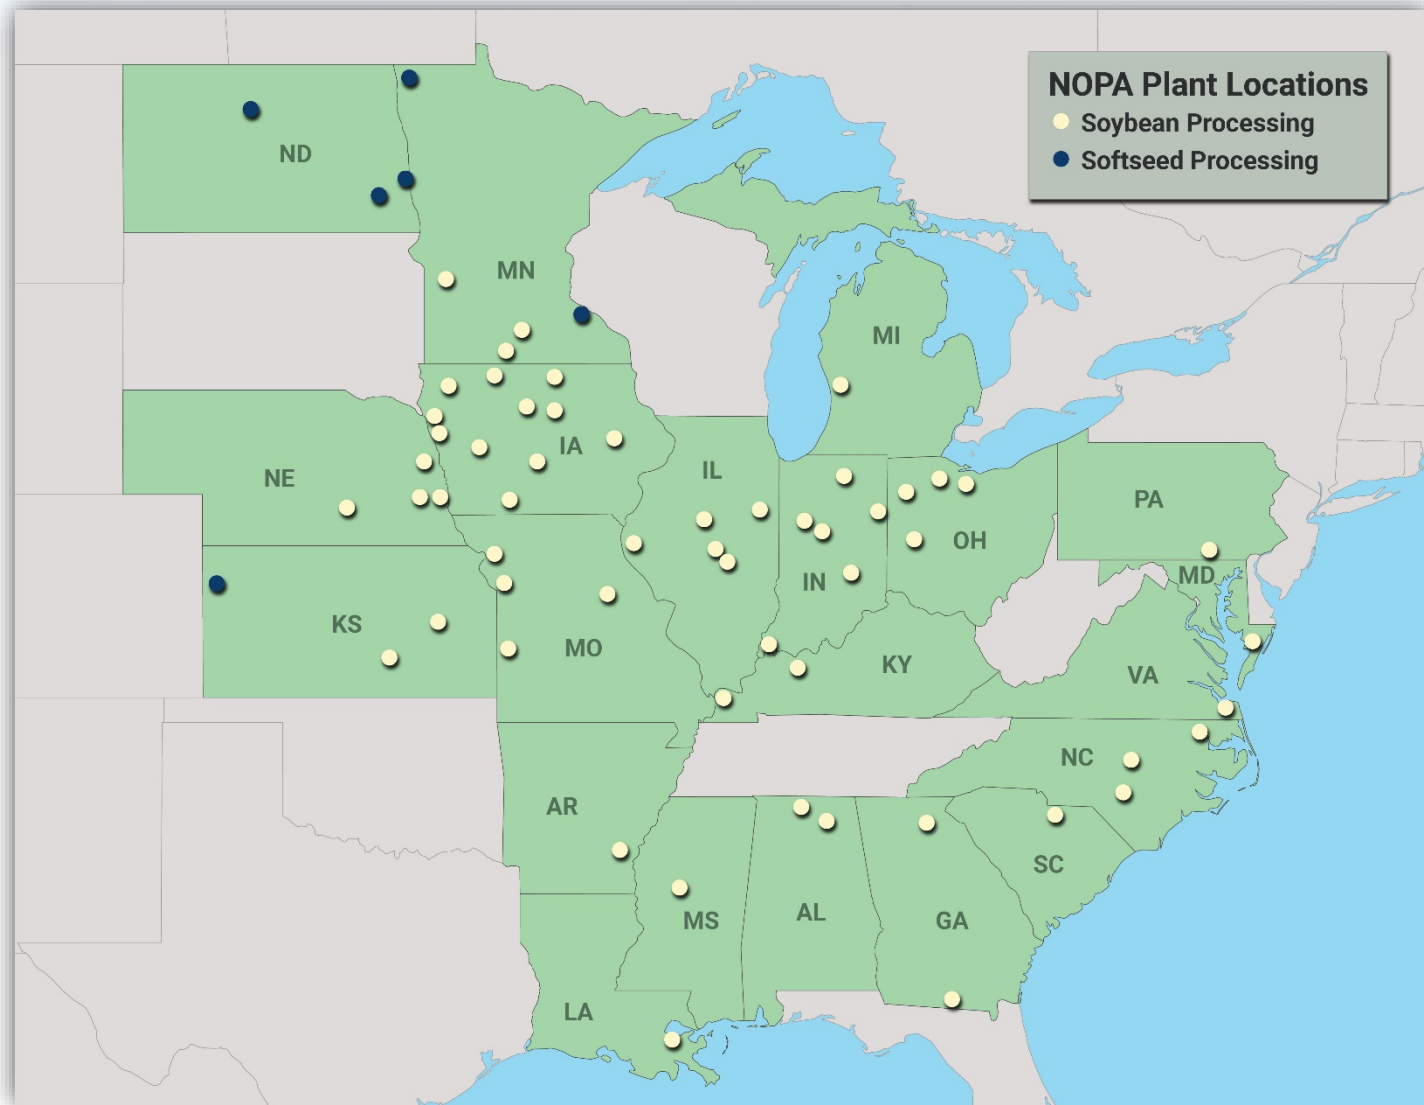 NOPA Plant Locations
Soybean Processing
Softseed Processing
ND
MN
MI
IA
NE
IL
PA
OH
MD
IN
KS
MO
KY
VA
NC
AR
SC
MS
AL
GA
LA